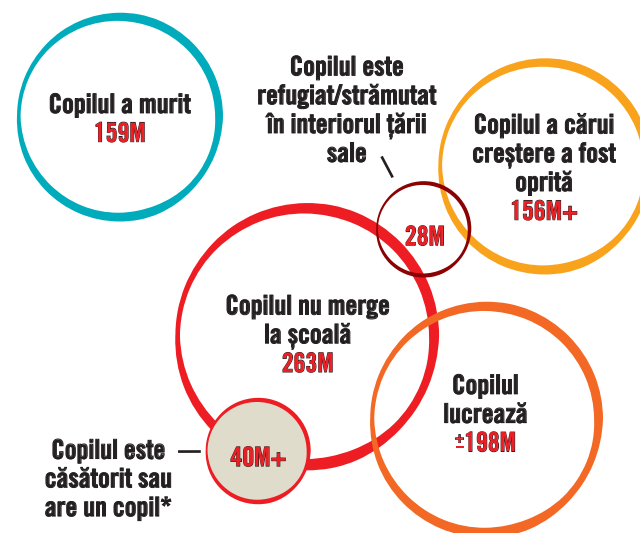 Copilul a murit
159M
Copilul este
refugiat/strămutat
în interiorul țării
sale
28M
Copilul a cărui
creștere a fost
oprită
156M+
Copilul nu merge
la școală
263M
Copilul
lucrează
±198M
Copilul este
căsătorit sau
are un copil*
40M+